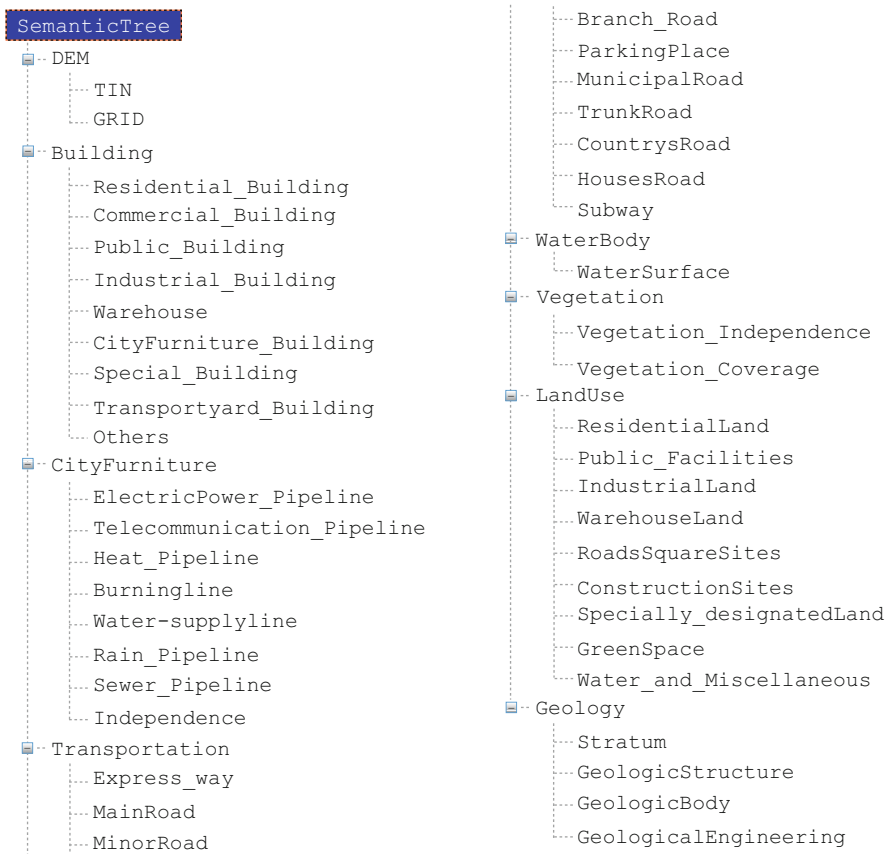 SemanticTree
DEM
TIN
GRID
Building
Residential_Building
Commercial_Building
Public_Building
Industrial_Building
Warehouse
CityFurniture_Building
Special_Building
Transportyard_Building
Others
CityFurniture
ElectricPower_Pipeline
Telecommunication_Pipeline
Heat_Pipeline
Burningline
Water-supplyline
Rain_Pipeline
Sewer_Pipeline
Independence
Transportation
Express_way
MainRoad
MinorRoad
Branch_Road
ParkingPlace
MunicipalRoad
TrunkRoad
CountrysRoad
HousesRoad
Subway
WaterBody
WaterSurface
Vegetation
Vegetation_Independence
Vegetation_Coverage
LandUse
ResidentialLand
Public_Facilities
IndustrialLand
WarehouseLand
RoadsSquareSites
ConstructionSites
Specially_designatedLand
GreenSpace
Water_and_Miscellaneous
Geology
Stratum
GeologicStructure
GeologicBody
GeologicalEngineering